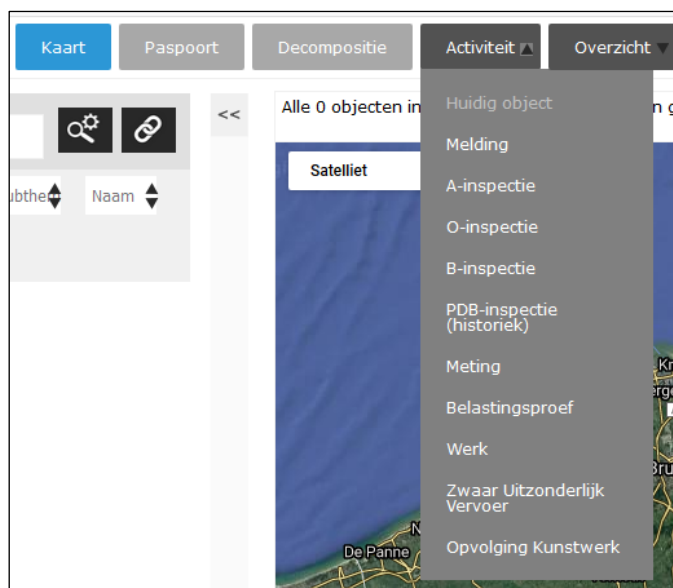 Kaart Paspoort Decompositie Activiteit Overzicht
<< Alle 0 objecten in
Huidig object
Melding
Satelliet
A-inspectie
Naam
O-inspectie
B-inspectie
PDB-inspectie
(historiek)
Meting
Belastingsproef
Werk
Zwaar Uitzonderlijk
Vervoer
Opvolging Kunstwerk
De Panne